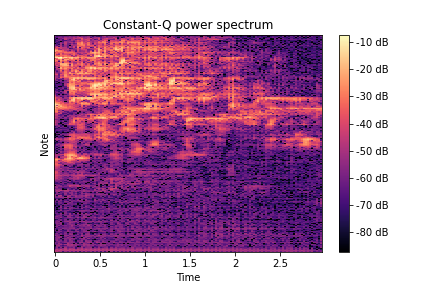 Constant-Q power spectrum
-10 dB
-20 dB
-30 dB
-40 dB
-50 dB
-60 dB
-70 dB
-80 dB
Note
0
0.5
1
1.5
2
2.5
Time